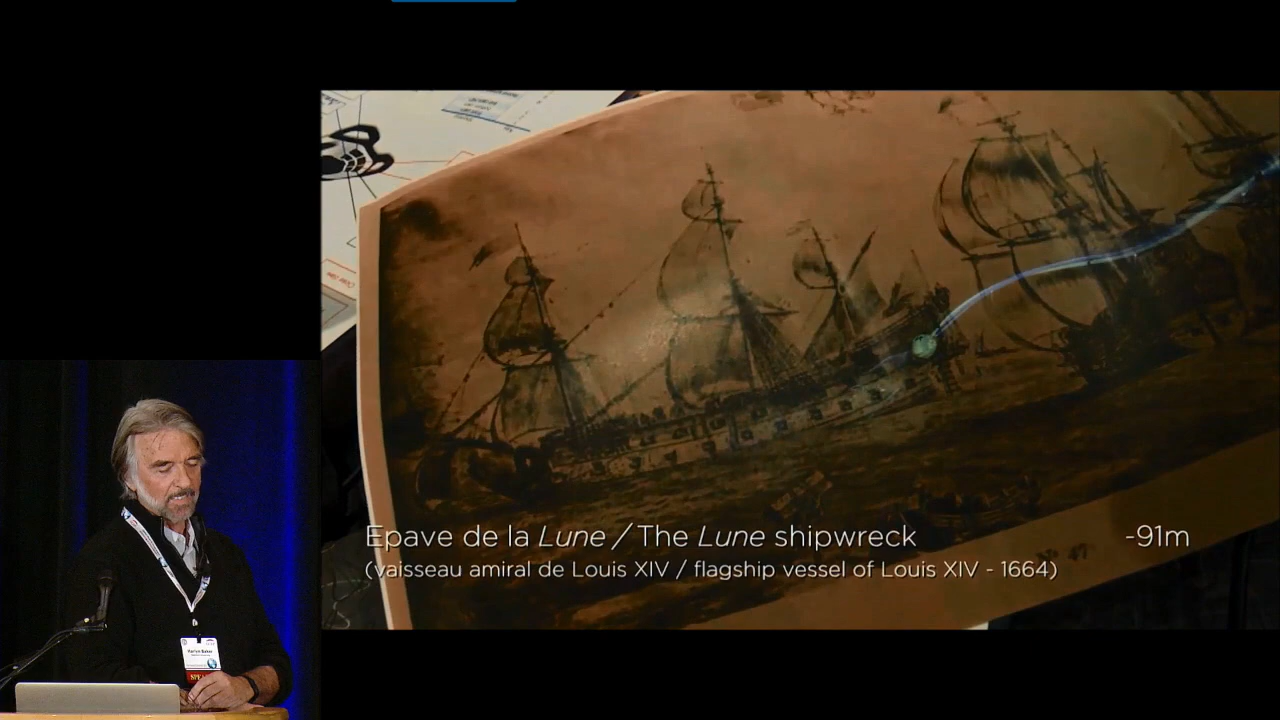 Epave de la Lune / The Lune shipwreck -91m
(vaisseau amiral de Louis XIV / flagship vessel of Louis XIV - 1664)